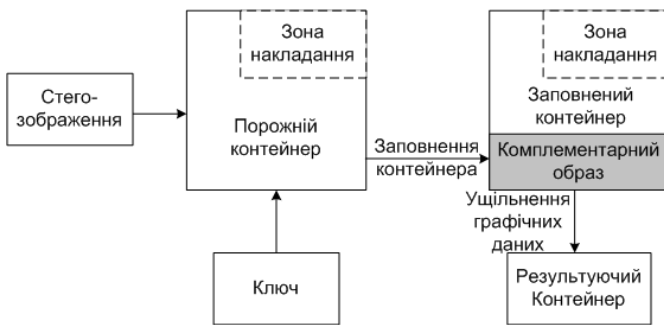 Зона
накладання
Зона
накладання
Стего-
зображення
Порожній
контейнер
Заповнення
контейнера
Заповнений
контейнер
Комплементарний
образ
Ущільнення
графічних
даних
Ключ
Результуючий
Контейнер